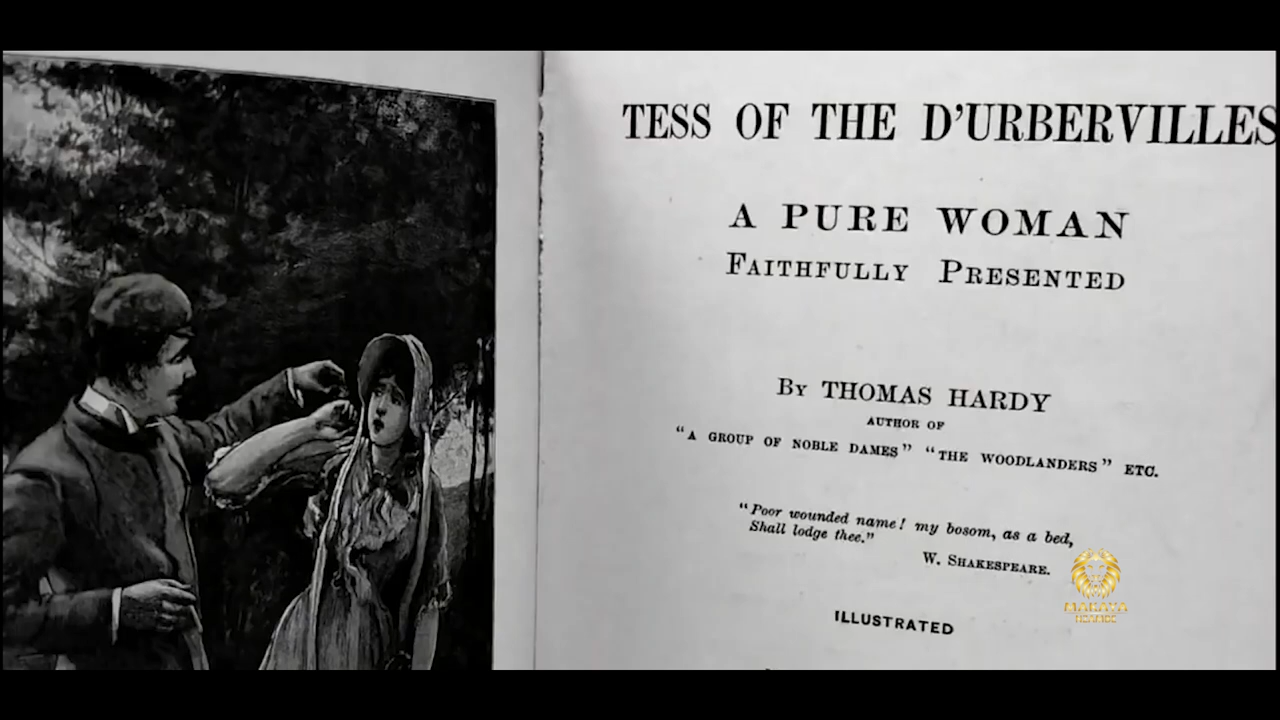 TESS OF THE D'URBERVILLES
A PURE WOMAN
FAITHFULLY PRESENTED
BY THOMAS HARDY
AUTHOR OF
"A GROUP OF NOBLE DAMES" "THE WOODLANDERS" ETC.
"Poor wounded name! my bosom, as a bed,
Shall lodge thee."
W. SHAKESPEARE.
ILLUSTRATED